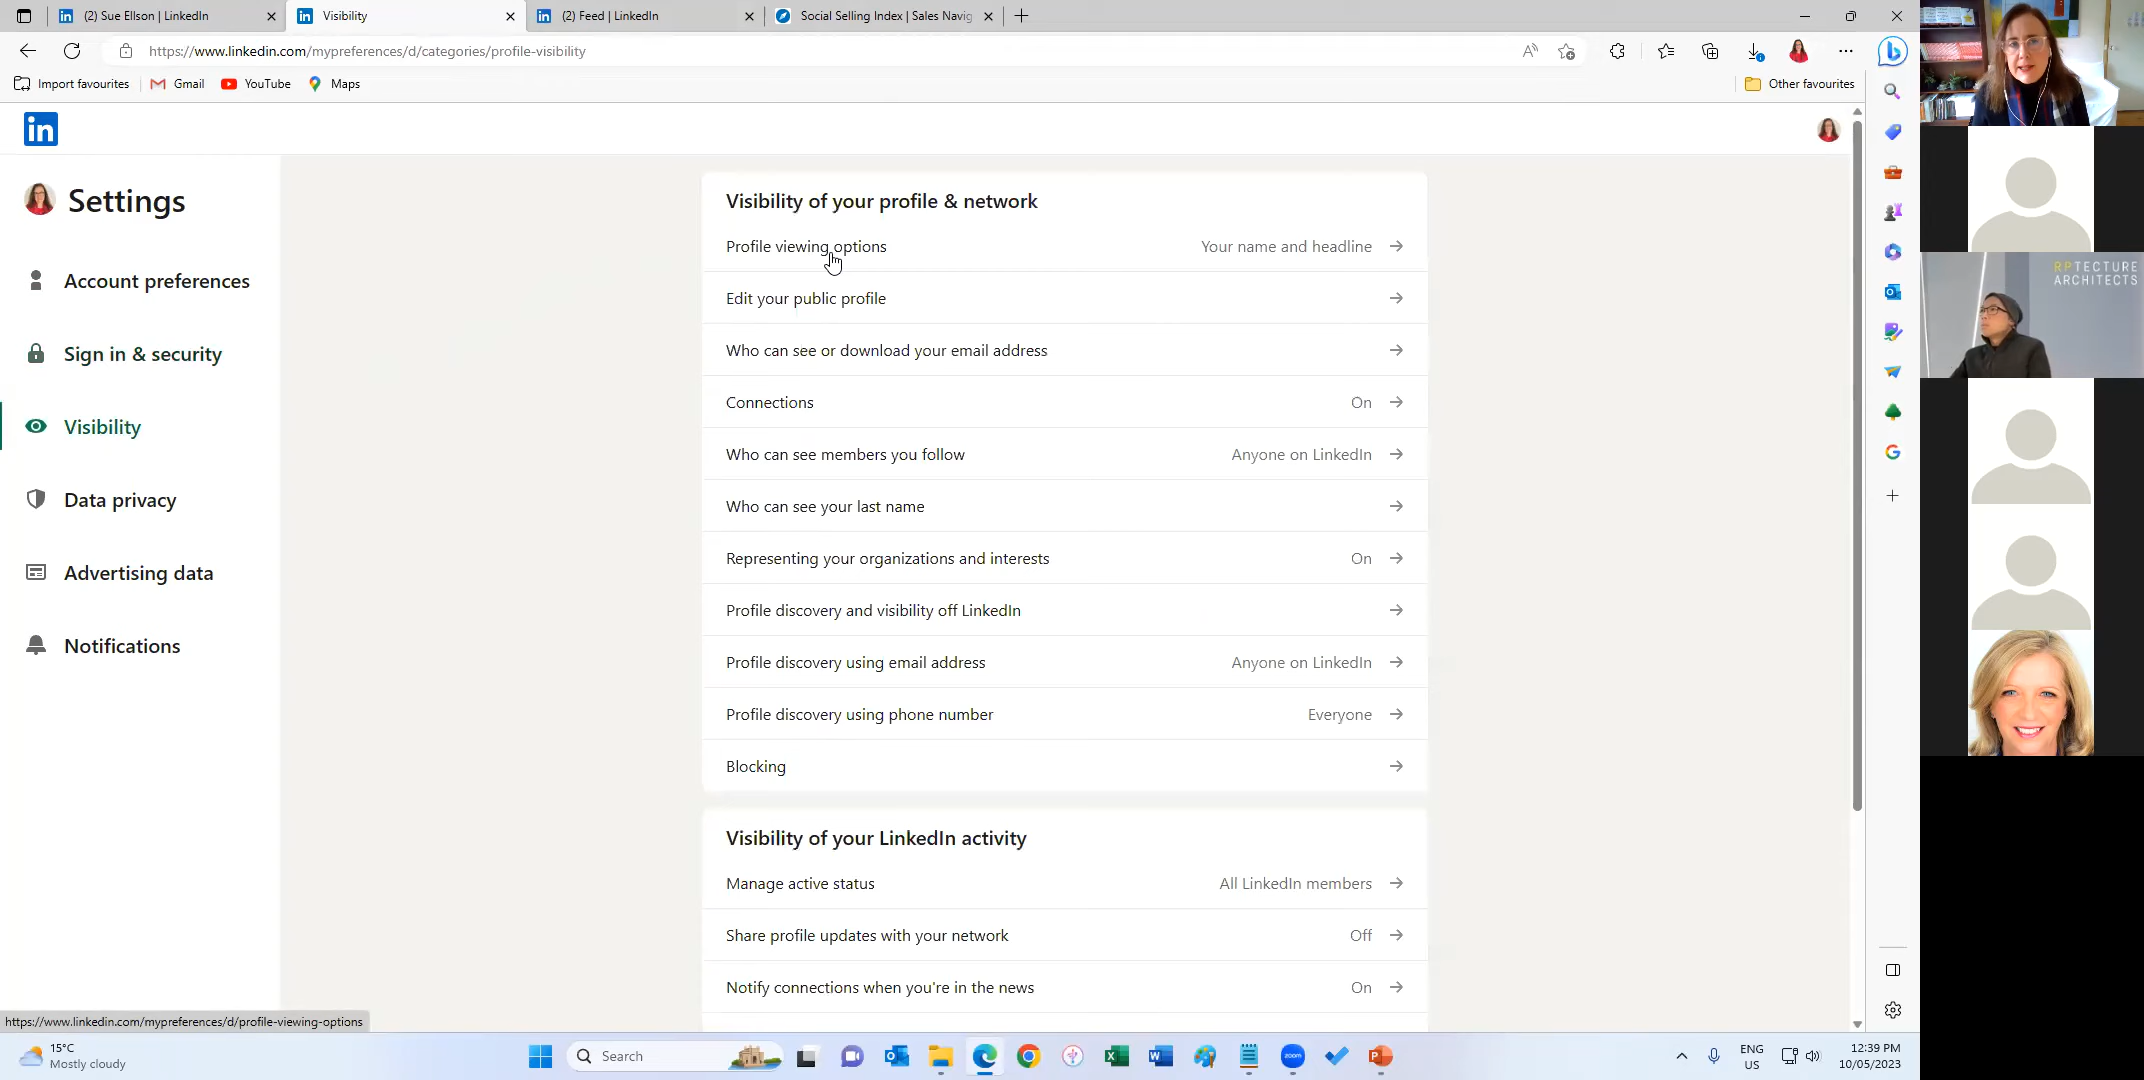 (2) Sue Ellson | LinkedIn
Visibility
(2) Feed | LinkedIn
Social Selling Index | Sales Navig
https://www.linkedin.com/mypreferences/d/categories/profile-visibility
Import favourites
Gmail
YouTube
Maps
Other favourites
in
Settings
Account preferences
Sign in & security
Visibility
Data privacy
Advertising data
Notifications
Visibility of your profile & network
Profile viewing options Your name and headline
Edit your public profile
Who can see or download your email address
Connections On
Who can see members you follow Anyone on LinkedIn
Who can see your last name
Representing your organizations and interests On
Profile discovery and visibility off LinkedIn
Profile discovery using email address Anyone on LinkedIn
Profile discovery using phone number Everyone
Blocking
Visibility of your LinkedIn activity
Manage active status All LinkedIn members
Share profile updates with your network Off
Notify connections when you're in the news On
https://www.linkedin.com/mypreferences/d/profile-viewing-options
RPTECTURE
ARCHITECTS
15°C
Mostly cloudy
Search
zoom
ENG
US
12:39 PM
10/05/2023